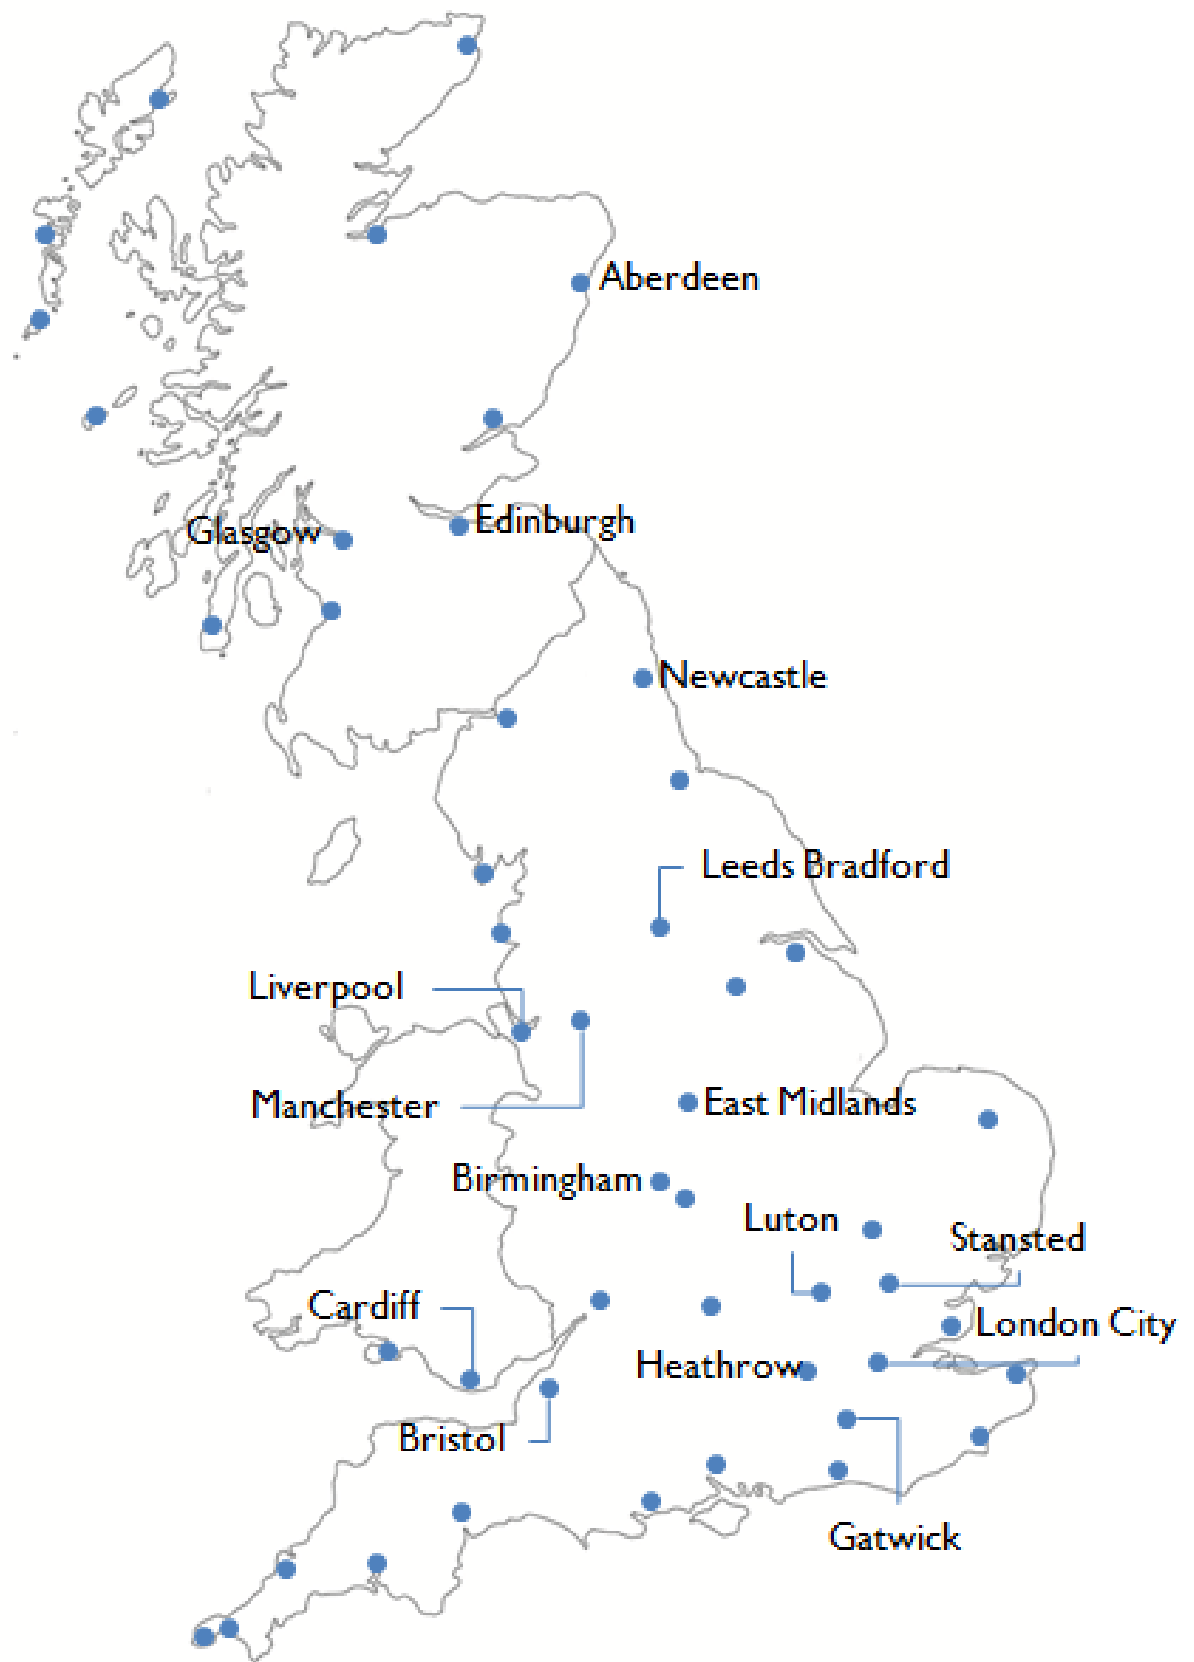 Aberdeen
Edinburgh
Glasgow
Newcastle
Leeds Bradford
Liverpool
Manchester
East Midlands
Birmingham
Luton
Stansted
Cardiff
London City
Heathrow
Bristol
Gatwick